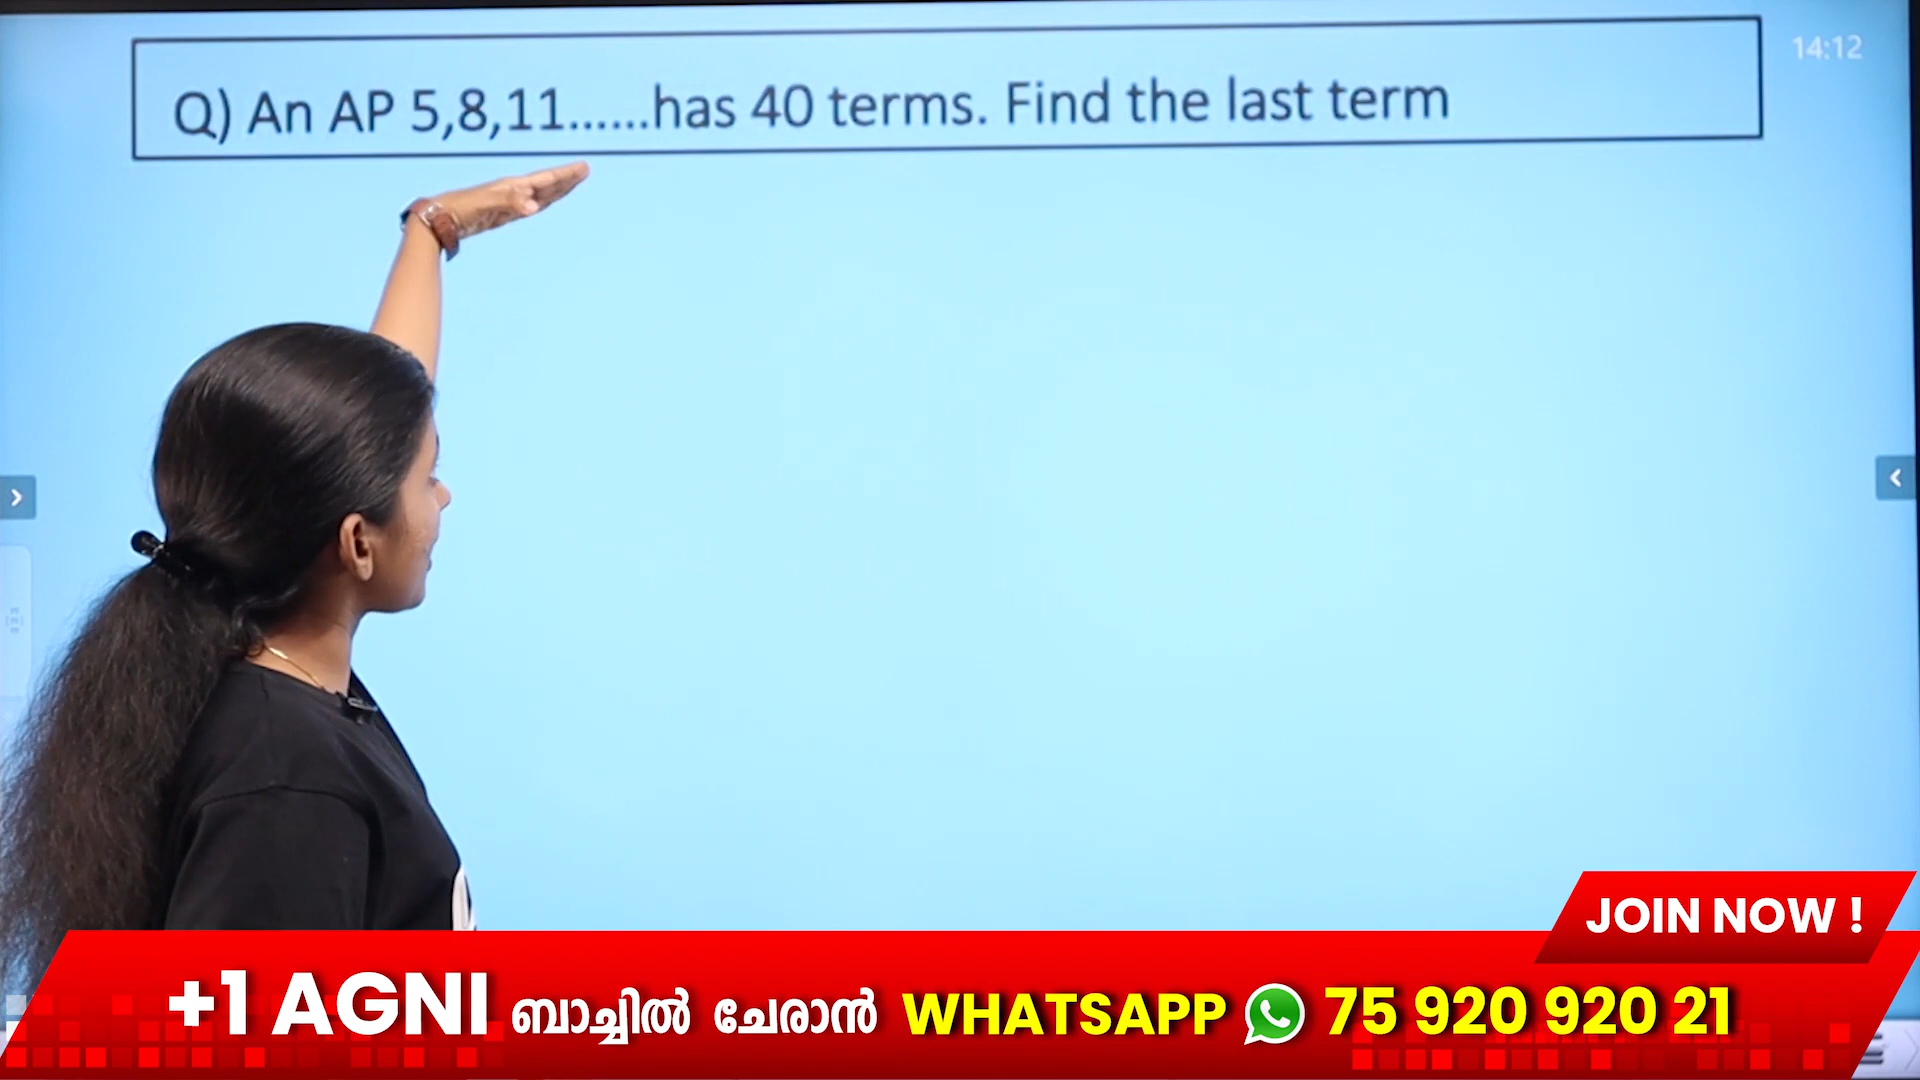 14:12
Q) An AP 5,8,11......has 40 terms. Find the last term
JOIN NOW !
+1 AGNI ബാച്ചിൽ ചേരാൻ WHATSAPP 75 920 920 21